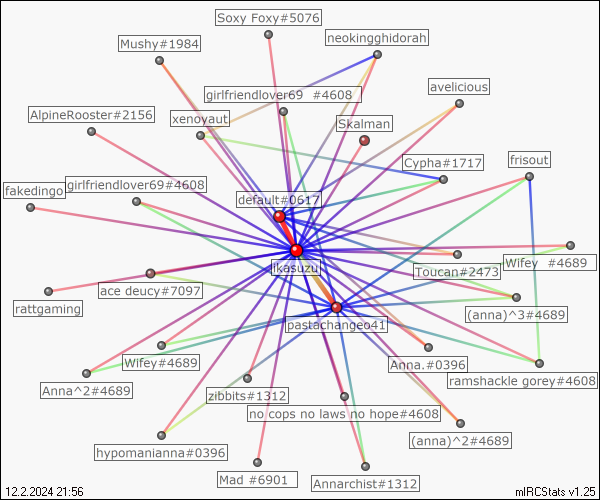 Soxy Foxy#5076
neokingghidorah
Mushy#1984
avelicious
girlfriendlover69 #4608
AlpineRooster#2156
xenoyaut
Skalman
Cypha#1717
frisout
fakedingo
girlfriendlover69#4608
default#0617
Wifey #4689
jkasuzu
Toucan#2473
ace deucy#7097
rattgaming
(anna)^3#4689
pastachangeo41
Wifey#4689
Anna.#0396
Anna^2#4689
ramshackle gorey#4608
zibbits#1312
no cops no laws no hope#4608
hypomanianna#0396
(anna)^2#4689
Mad #6901
Annarchist#1312
12.2.2024 21:56
mIRCStats v1.25